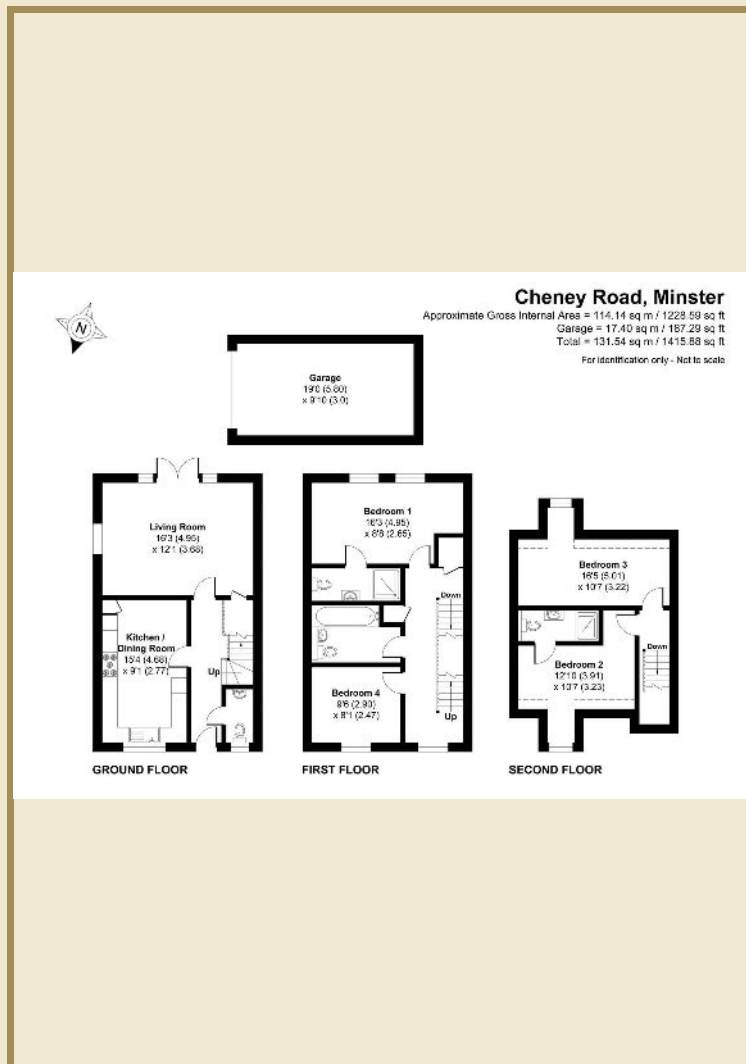 Cheney Road, Minster
Approximate Gross Internal Area = 114.14 sq m / 1228.59 sq ft
Garage = 17.40 sq m / 187.29 sq ft
Total = 131.54 sq m / 1415.88 sq ft
For identification only - Not to scale
N
Garage
19'0 (5.80)
x 9'10 (3.0)
Living Room
16'3 (4.95)
x 12'1 (3.68)
Kitchen /
Dining Room
15'4 (4.68)
x 9'1 (2.77)
Up
GROUND FLOOR
Bedroom 1
16'3 (4.95)
x 8'8 (2.65)
Down
Bedroom 4
9'6 (2.90)
x 8'1 (2.47)
Up
FIRST FLOOR
Bedroom 3
16'5 (5.01)
x 10'7 (3.22)
Down
Bedroom 2
12'10 (3.91)
x 10'7 (3.23)
SECOND FLOOR